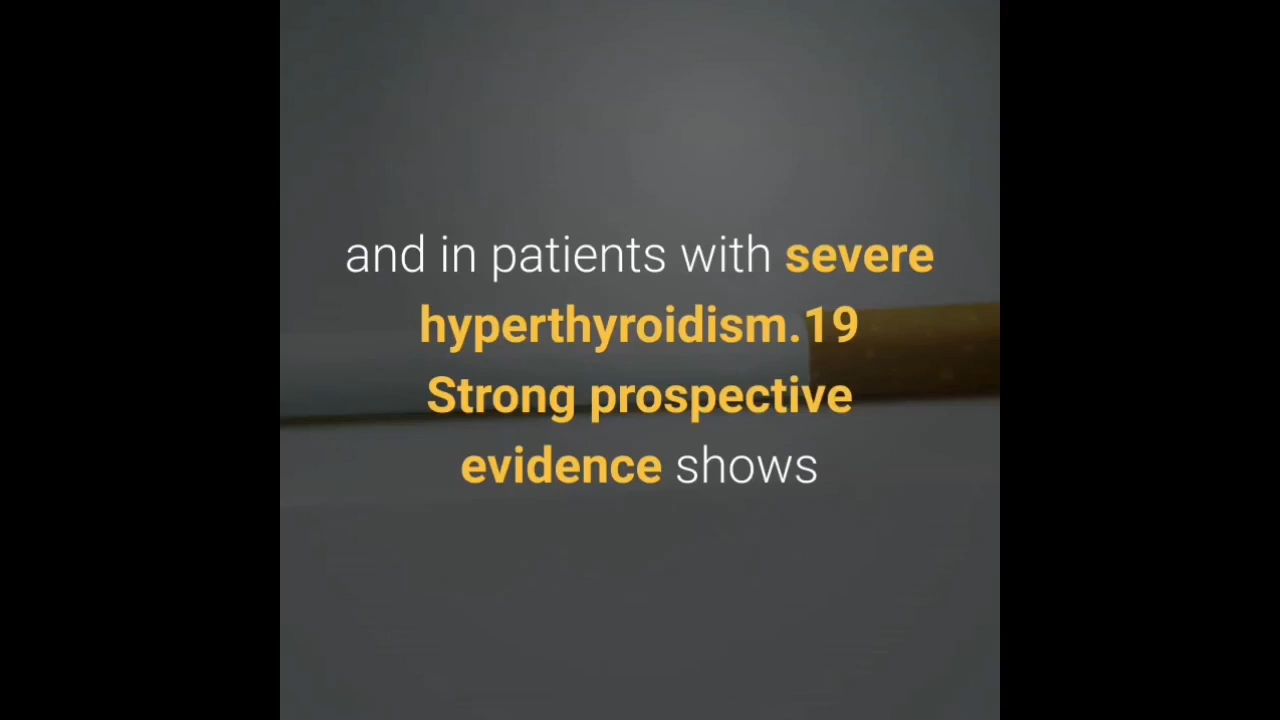 and in patients with severe
hyperthyroidism.19
Strong prospective
evidence shows